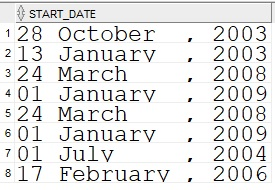 START_DATE
1 28 October , 2003
2 13 January , 2003
3 24 March , 2008
4 01 January , 2009
5 24 March , 2008
6 01 January , 2009
7 01 July , 2004
8 17 February , 2006